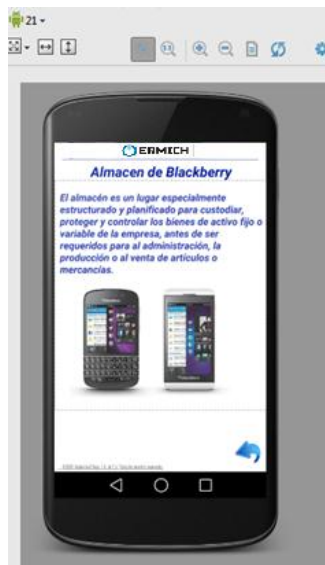 21
ERMICH
Almacen de Blackberry
El almacén es un lugar especialmente
estructurado y planificado para custodiar,
proteger y controlar los bienes de activo fijo o
variable de la empresa, antes de ser
requeridos para al administración, la
producción o al venta de artículos o
mercancías.